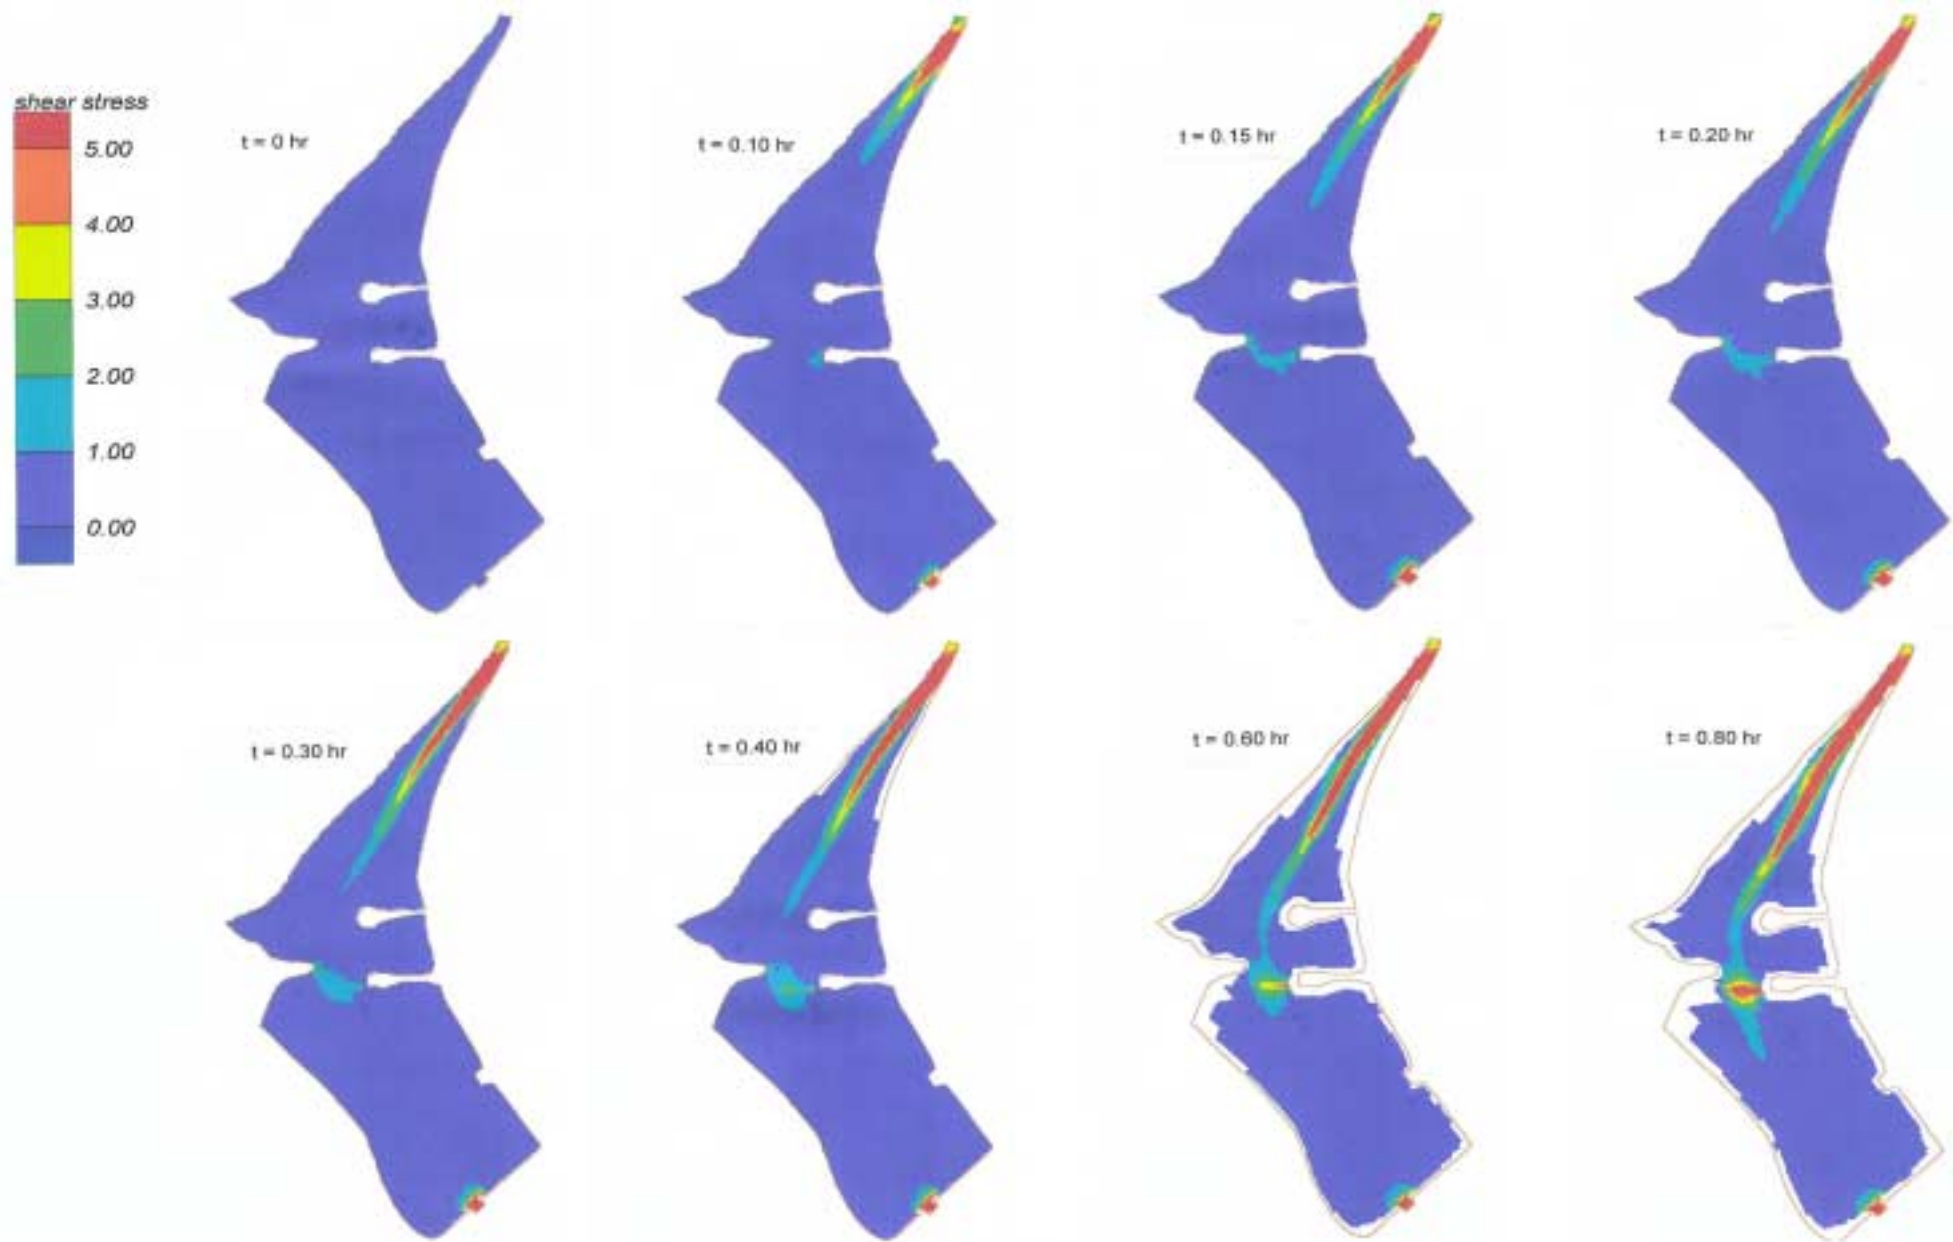 shear stress
5.00
4.00
3.00
2.00
1.00
0.00
t = 0 hr
t = 0.10 hr
t = 0.15 hr
t = 0.20 hr
t = 0.30 hr
t = 0.40 hr
t = 0.60 hr
t = 0.80 hr